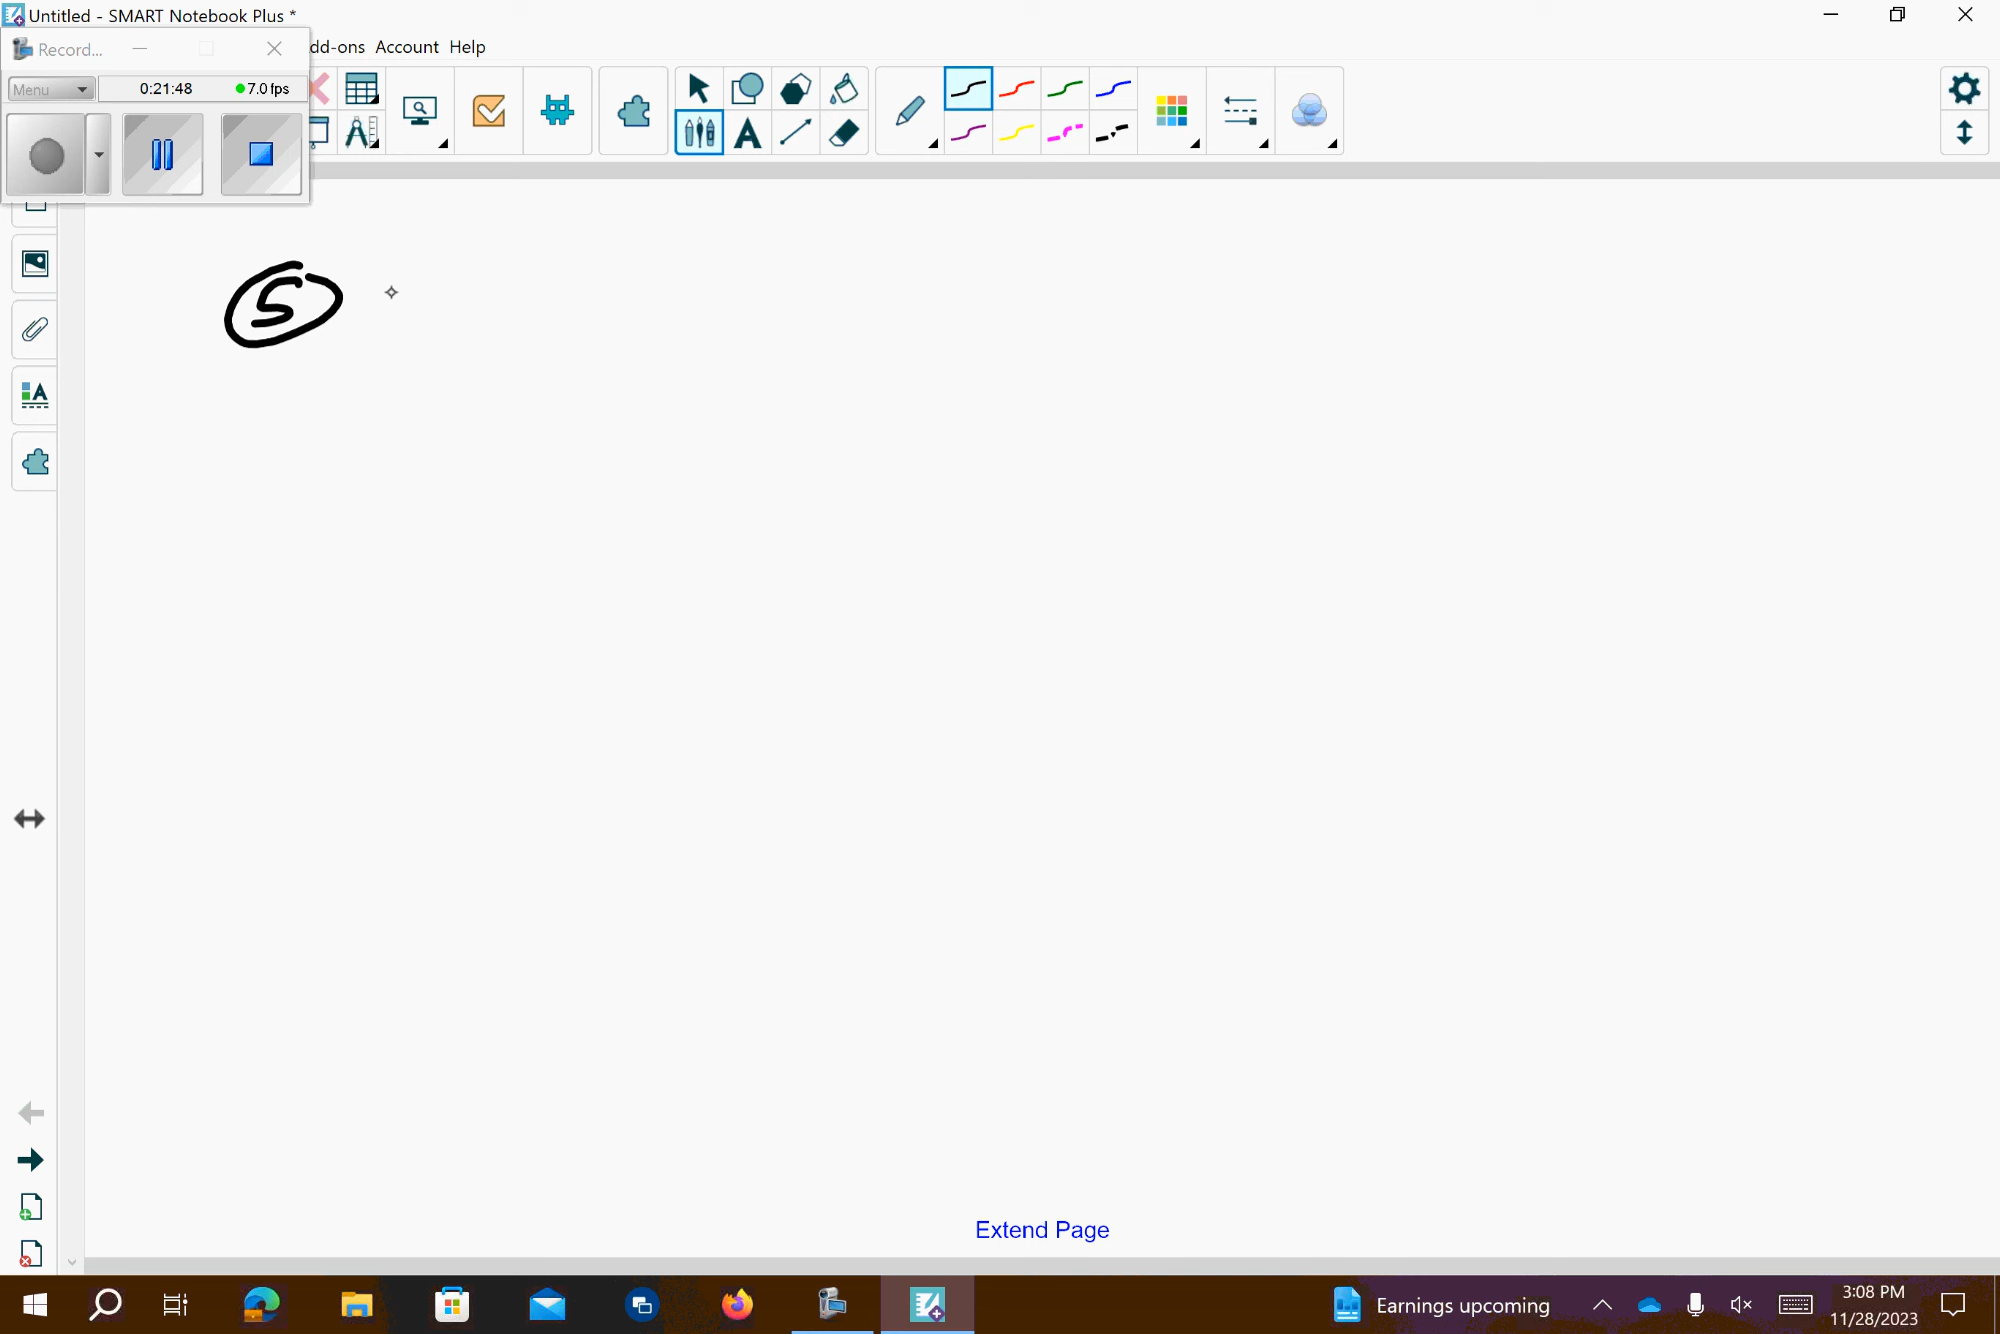 Untitled - SMART Notebook Plus *
Record...
dd-ons Account Help
Menu 0:21:48 7.0 fps
5
Extend Page
Earnings upcoming
3:08 PM
11/28/2023